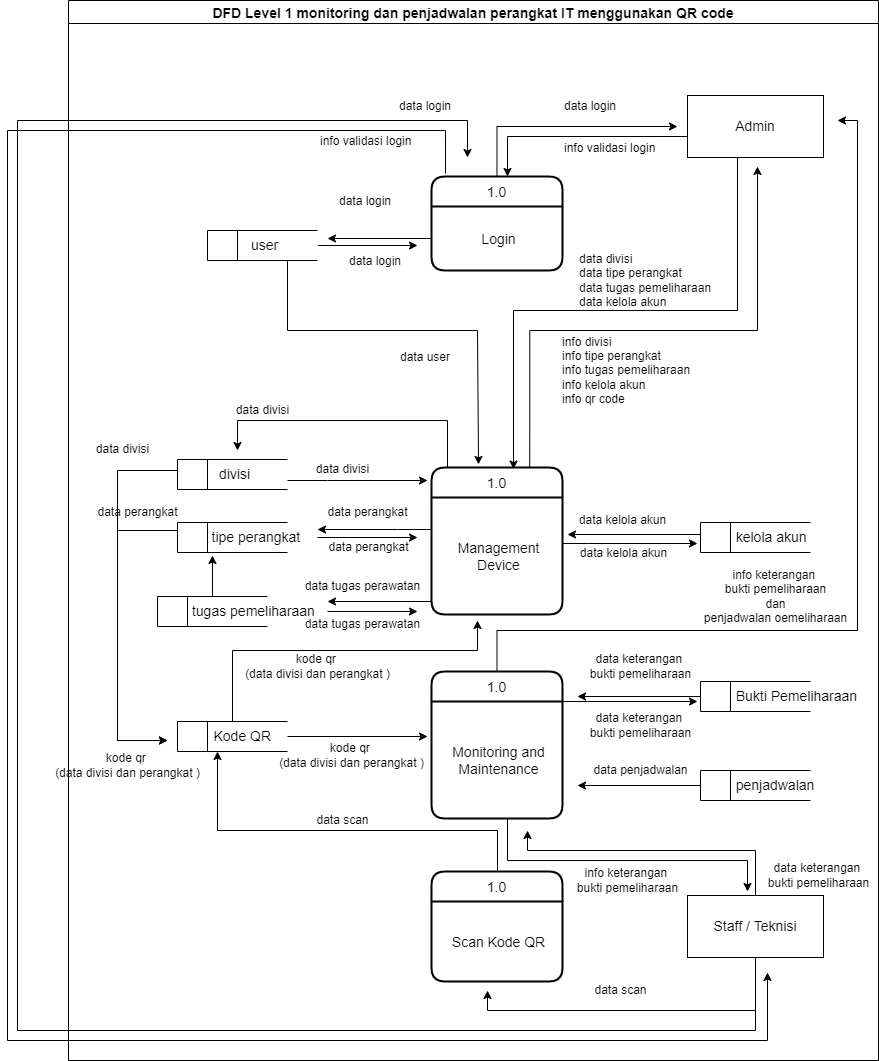 DFD Level 1 monitoring dan penjadwalan perangkat IT menggunakan QR code
data login
data login
info validasi login
info validasi login
Admin
1.0
Login
data login
user
data login
data divisi
data tipe perangkat
data tugas pemeliharaan
data kelola akun
data user
info divisi
info tipe perangkat
info tugas pemeliharaan
info kelola akun
info qr code
data divisi
data divisi
divisi
data divisi
1.0
Management
Device
data perangkat
tipe perangkat
data perangkat
data perangkat
data kelola akun
kelola akun
data kelola akun
data tugas perawatan
tugas pemeliharaan
data tugas perawatan
info keterangan
bukti pemeliharaan
dan
penjadwalan oemeliharaan
kode qr
(data divisi dan perangkat )
data keterangan
bukti pemeliharaan
1.0
Monitoring and
Maintenance
Bukti Pemeliharaan
data keterangan
bukti pemeliharaan
Kode QR
kode qr
(data divisi dan perangkat )
kode qr
(data divisi dan perangkat )
data penjadwalan
penjadwalan
data scan
1.0
Scan Kode QR
info keterangan
bukti pemeliharaan
data keterangan
bukti pemeliharaan
Staff / Teknisi
data scan